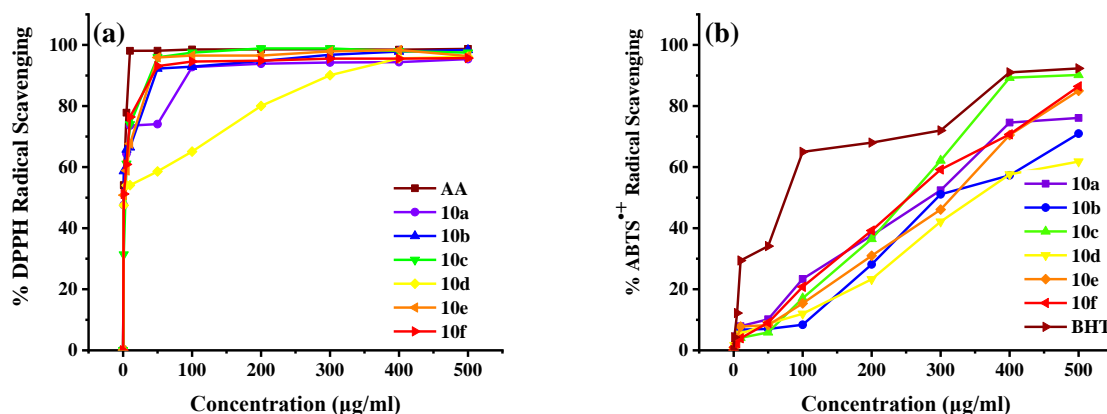 (a)
% DPPH Radical Scavenging
100
80
60
40
20
0
0
100
200
300
400
500
Concentration (µg/ml)
AA
10a
10b
10c
10d
10e
10f
(b)
% ABTS•+ Radical Scavenging
100
80
60
40
20
0
0
100
200
300
400
500
Concentration (µg/ml)
10a
10b
10c
10d
10e
10f
BHT